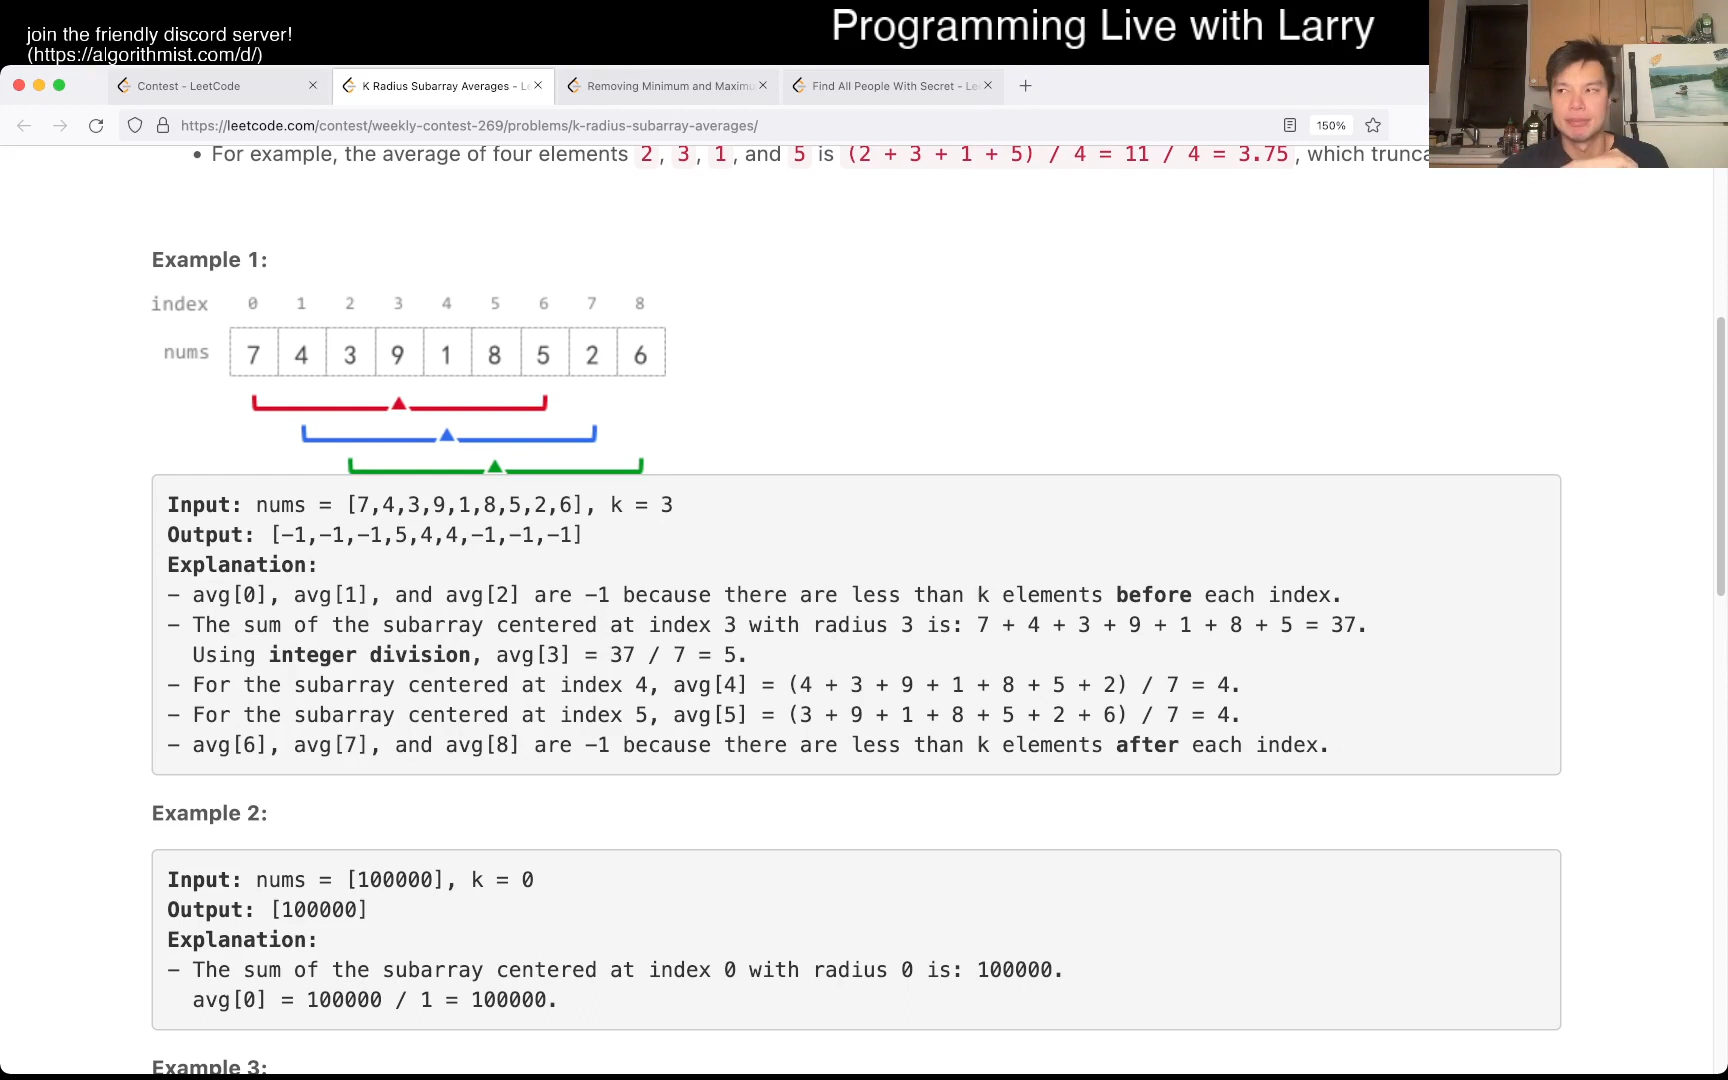 join the friendly discord server!
(https://algorithmist.com/d/)
Programming Live with Larry
Contest - LeetCode
K Radius Subarray Averages - Le
Removing Minimum and Maximu
Find All People With Secret - Le
https://leetcode.com/contest/weekly-contest-269/problems/k-radius-subarray-averages/
150%
• For example, the average of four elements 2, 3, 1, and 5 is (2 + 3 + 1 + 5) / 4 = 11 / 4 = 3.75, which trunca
Example 1:
index 0 1 2 3 4 5 6 7 8
nums 7 4 3 9 1 8 5 2 6
Input: nums = [7,4,3,9,1,8,5,2,6], k = 3
Output: [-1,-1,-1,5,4,4,-1,-1,-1]
Explanation:
- avg[0], avg[1], and avg[2] are -1 because there are less than k elements before each index.
- The sum of the subarray centered at index 3 with radius 3 is: 7 + 4 + 3 + 9 + 1 + 8 + 5 = 37.
Using integer division, avg[3] = 37 / 7 = 5.
- For the subarray centered at index 4, avg[4] = (4 + 3 + 9 + 1 + 8 + 5 + 2) / 7 = 4.
- For the subarray centered at index 5, avg[5] = (3 + 9 + 1 + 8 + 5 + 2 + 6) / 7 = 4.
- avg[6], avg[7], and avg[8] are -1 because there are less than k elements after each index.
Example 2:
Input: nums = [100000], k = 0
Output: [100000]
Explanation:
- The sum of the subarray centered at index 0 with radius 0 is: 100000.
avg[0] = 100000 / 1 = 100000.
Example 3: